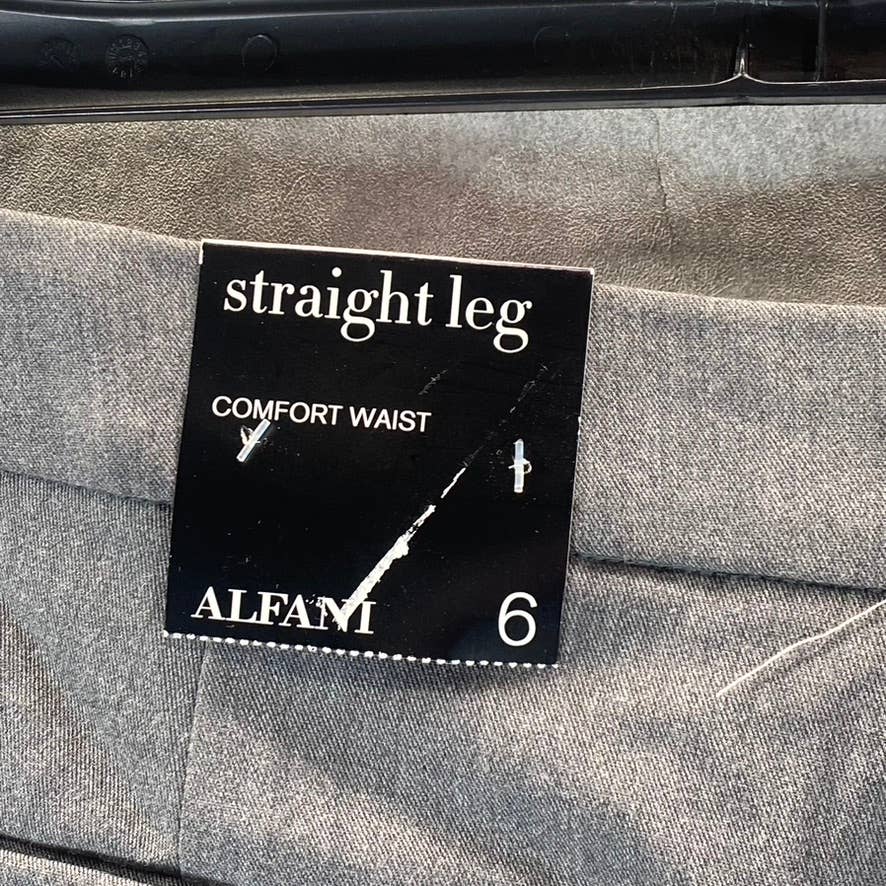 straight leg
COMFORT WAIST
ALFANI
6